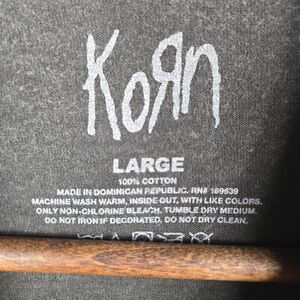 KoЯn
LARGE
100% COTTON
MADE IN DOMINICAN REPUBLIC. RN# 169639
MACHINE WASH WARM, INSIDE OUT, WITH LIKE COLORS.
ONLY NON-CHLORINE BLEACH. TUMBLE DRY MEDIUM.
DO NOT IRON IF DECORATED. DO NOT DRY CLEAN.